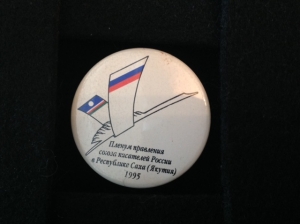 Пленум правления
союза писателей России
в Республике Саха (Якутия)
1995